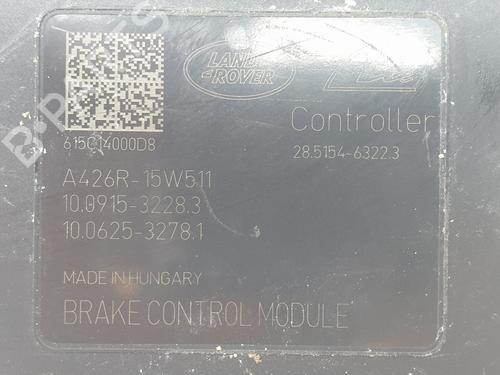 LAND
-ROVER
Controller
615C14000D8
28.5154-6322.3
A426R-15W511
10.0915-3228.3
10.0625-3278.1
MADE IN HUNGARY
BRAKE CONTROL MODULE